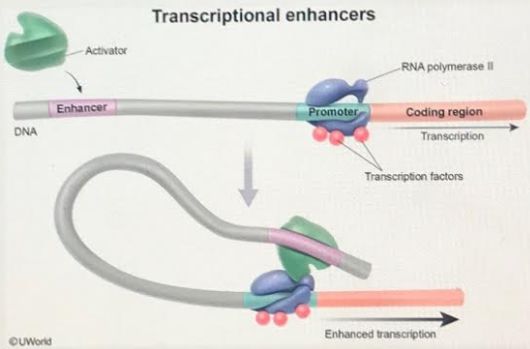 Transcriptional enhancers
Activator
RNA polymerase II
Enhancer
Promoter
Coding region
DNA
Transcription
Transcription factors
Enhanced transcription
©UWorld